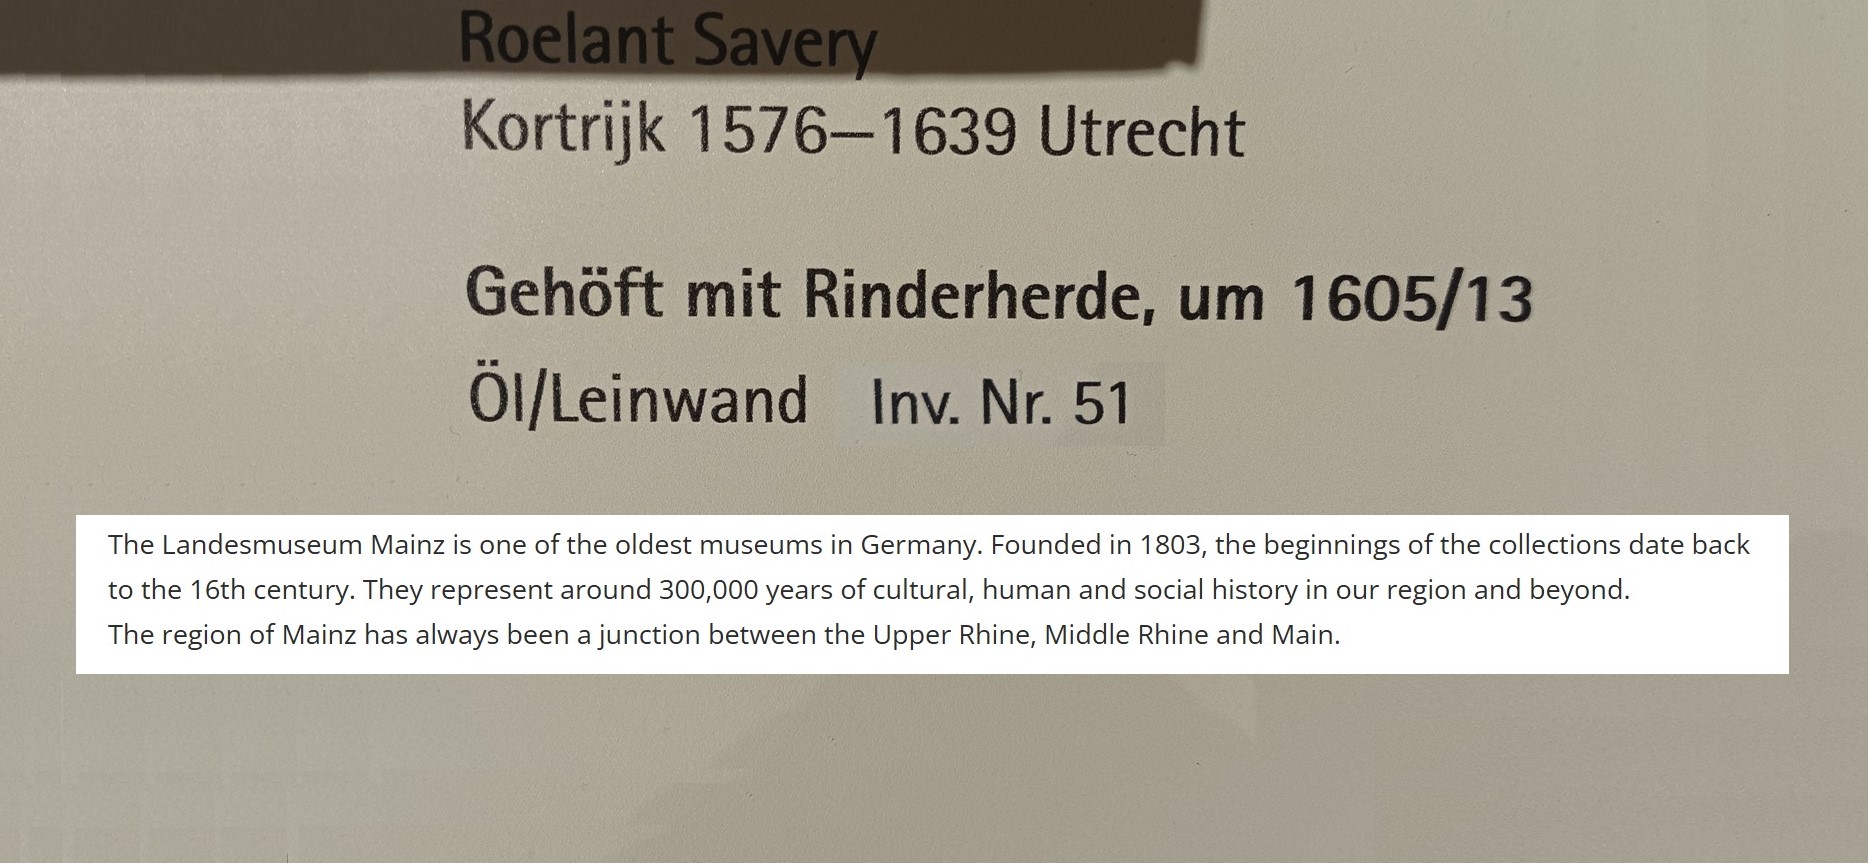 Roelant Savery
Kortrijk 1576–1639 Utrecht
Gehöft mit Rinderherde, um 1605/13
Öl/Leinwand Inv. Nr. 51
The Landesmuseum Mainz is one of the oldest museums in Germany. Founded in 1803, the beginnings of the collections date back
to the 16th century. They represent around 300,000 years of cultural, human and social history in our region and beyond.
The region of Mainz has always been a junction between the Upper Rhine, Middle Rhine and Main.